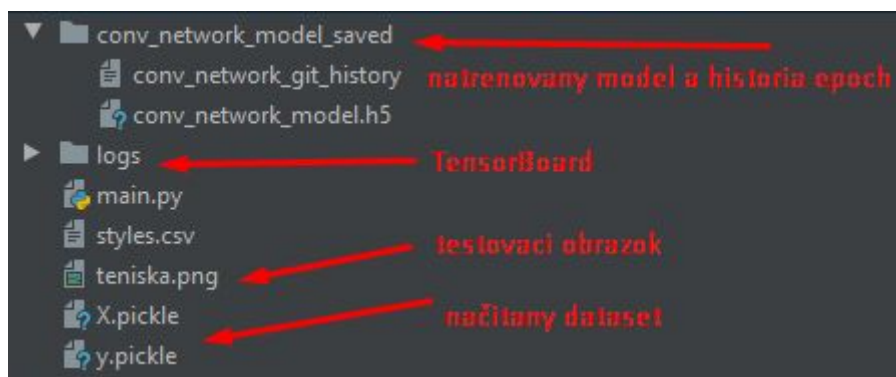 conv_network_model_saved
conv_network_git_history
natrenovany model a historia epoch
conv_network_model.h5
logs
TensorBoard
main.py
styles.csv
testovaci obrazok
teniska.png
X.pickle
načitany dataset
y.pickle